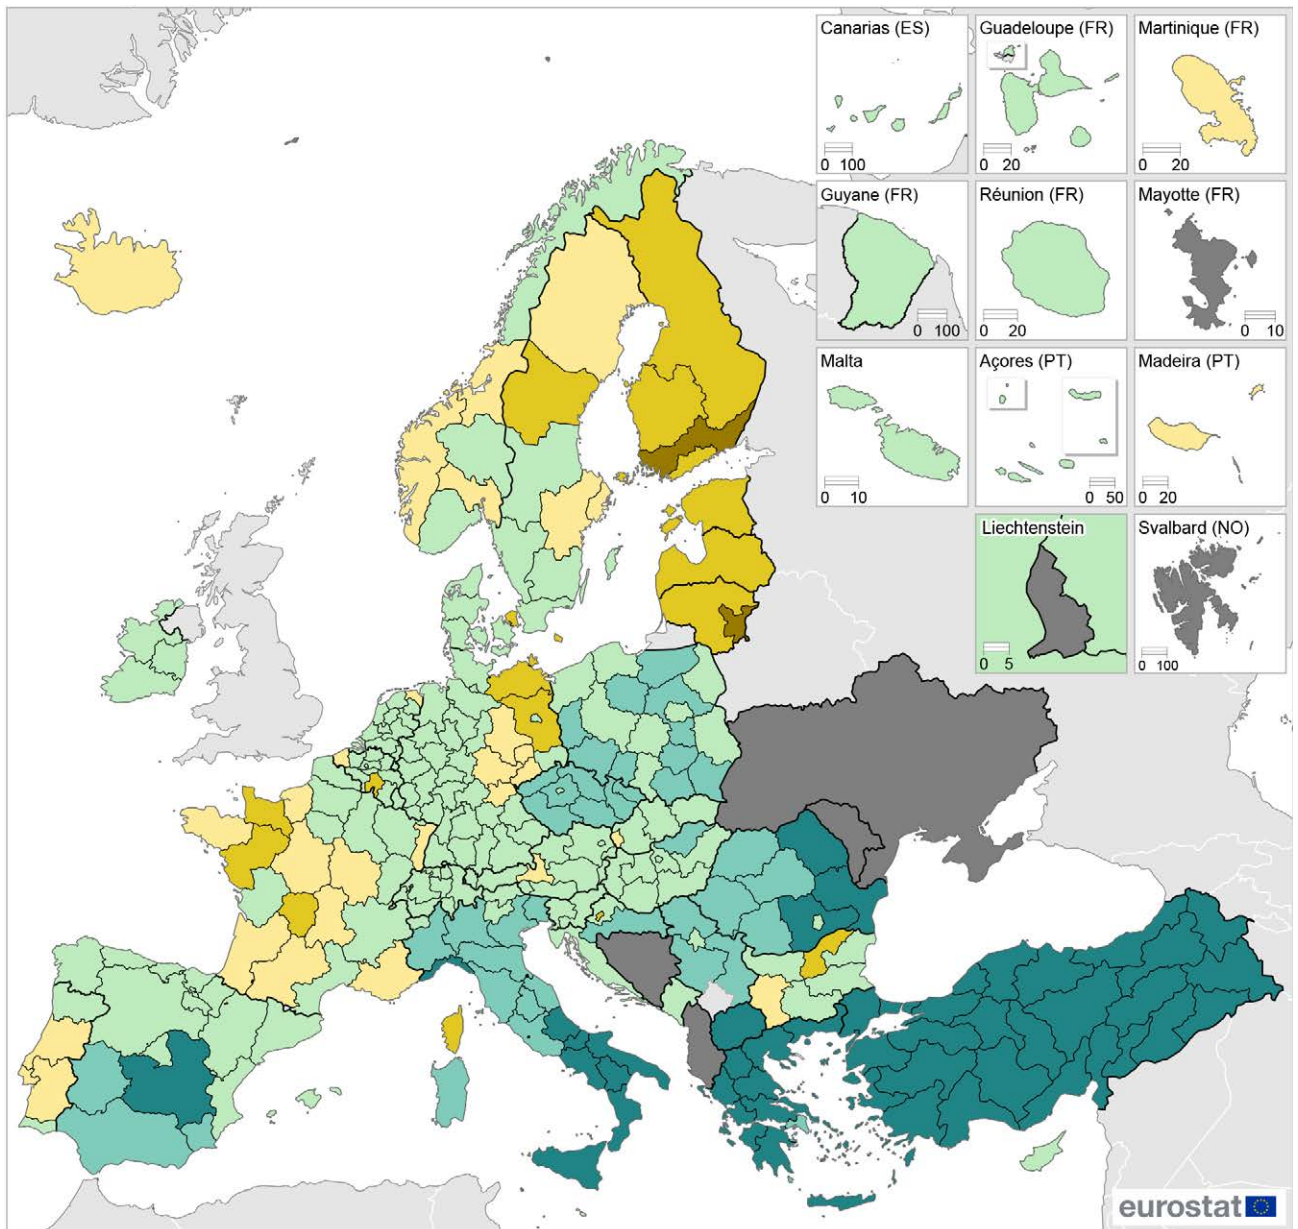 Canarias (ES)
0 100
Guadeloupe (FR)
0 20
Martinique (FR)
0 20
Guyane (FR)
0 100
Réunion (FR)
0 20
Mayotte (FR)
0 10
Malta
0 10
Açores (PT)
0 50
Madeira (PT)
0 20
Liechtenstein
0 5
Svalbard (NO)
0 100
eurostat